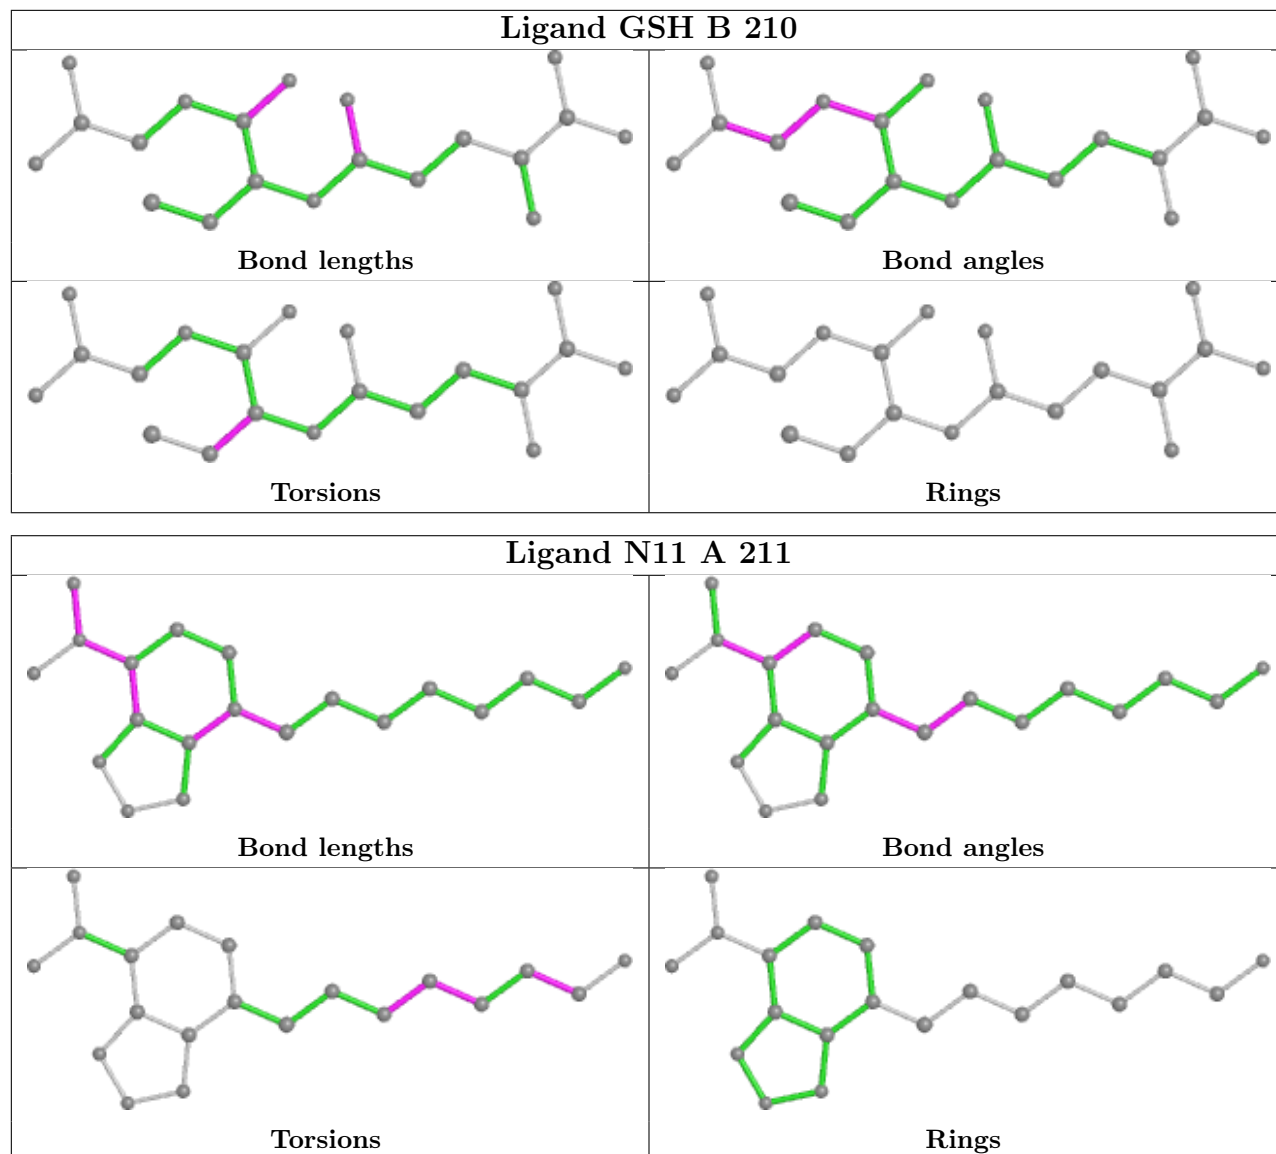 Ligand GSH B 210
Bond lengths
Bond angles
Torsions
Rings
Ligand N11 A 211
Bond lengths
Bond angles
Torsions
Rings